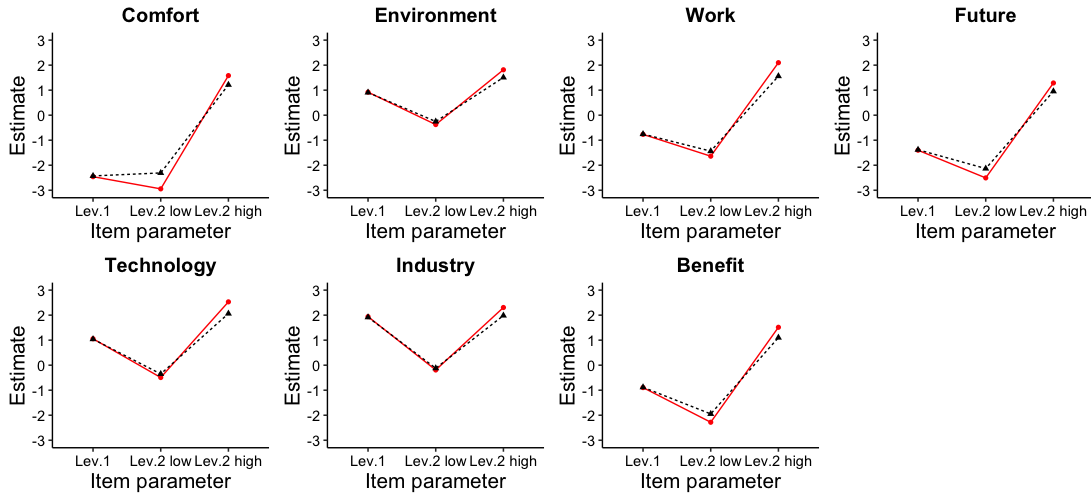 Comfort
Estimate
3
2
1
0
-1
-2
-3
Lev.1 Lev.2 low Lev.2 high
Item parameter
Environment
Estimate
3
2
1
0
-1
-2
-3
Lev.1 Lev.2 low Lev.2 high
Item parameter
Work
Estimate
3
2
1
0
-1
-2
-3
Lev.1 Lev.2 low Lev.2 high
Item parameter
Future
Estimate
3
2
1
0
-1
-2
-3
Lev.1 Lev.2 low Lev.2 high
Item parameter
Technology
Estimate
3
2
1
0
-1
-2
-3
Lev.1 Lev.2 low Lev.2 high
Item parameter
Industry
Estimate
3
2
1
0
-1
-2
-3
Lev.1 Lev.2 low Lev.2 high
Item parameter
Benefit
Estimate
3
2
1
0
-1
-2
-3
Lev.1 Lev.2 low Lev.2 high
Item parameter